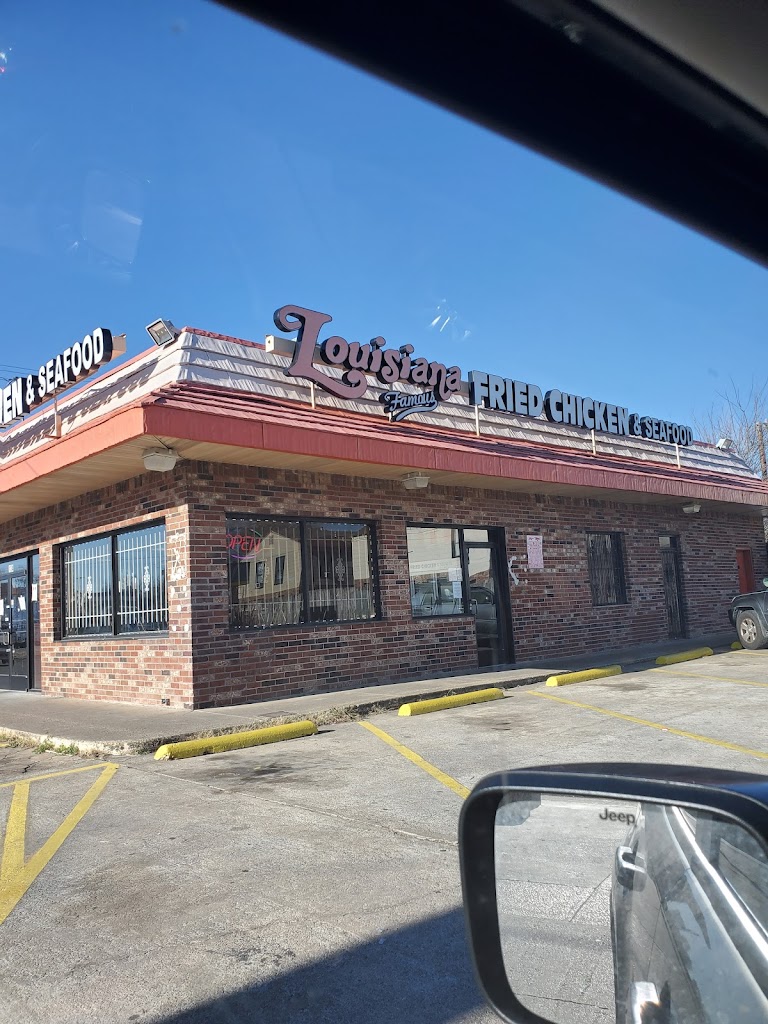 EN & SEAFOOD
Louisiana
Famous
FRIED CHICKEN & SEAFOOD
OPEN
Jeep